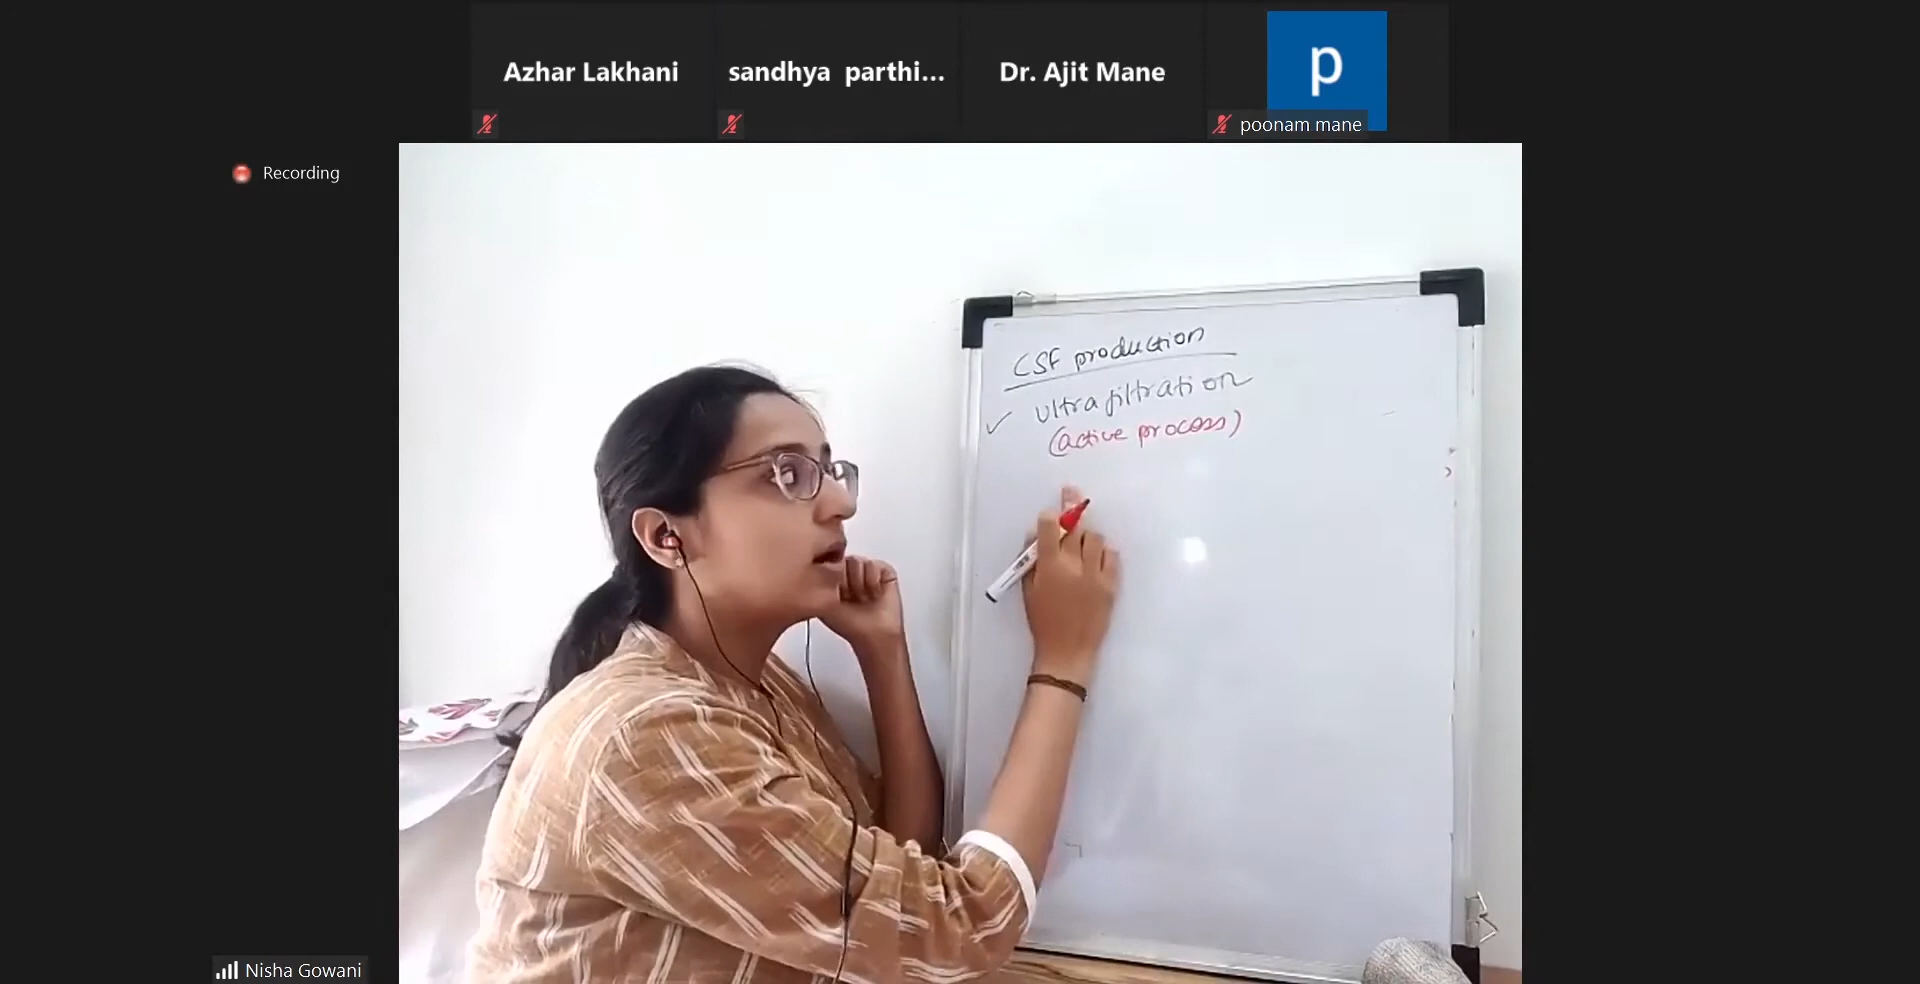 Azhar Lakhani
sandhya parthi...
Dr. Ajit Mane
p
poonam mane
Recording
CSF production
✓ Ultrafiltration
(active process)
Nisha Gowani